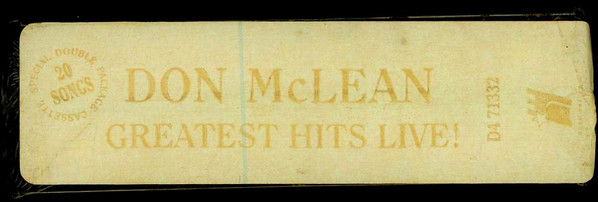 SPECIAL DOUBLE PACKAGE CASSETTE
20
SONGS
DON McLEAN
GREATEST HITS LIVE!
D4 71332